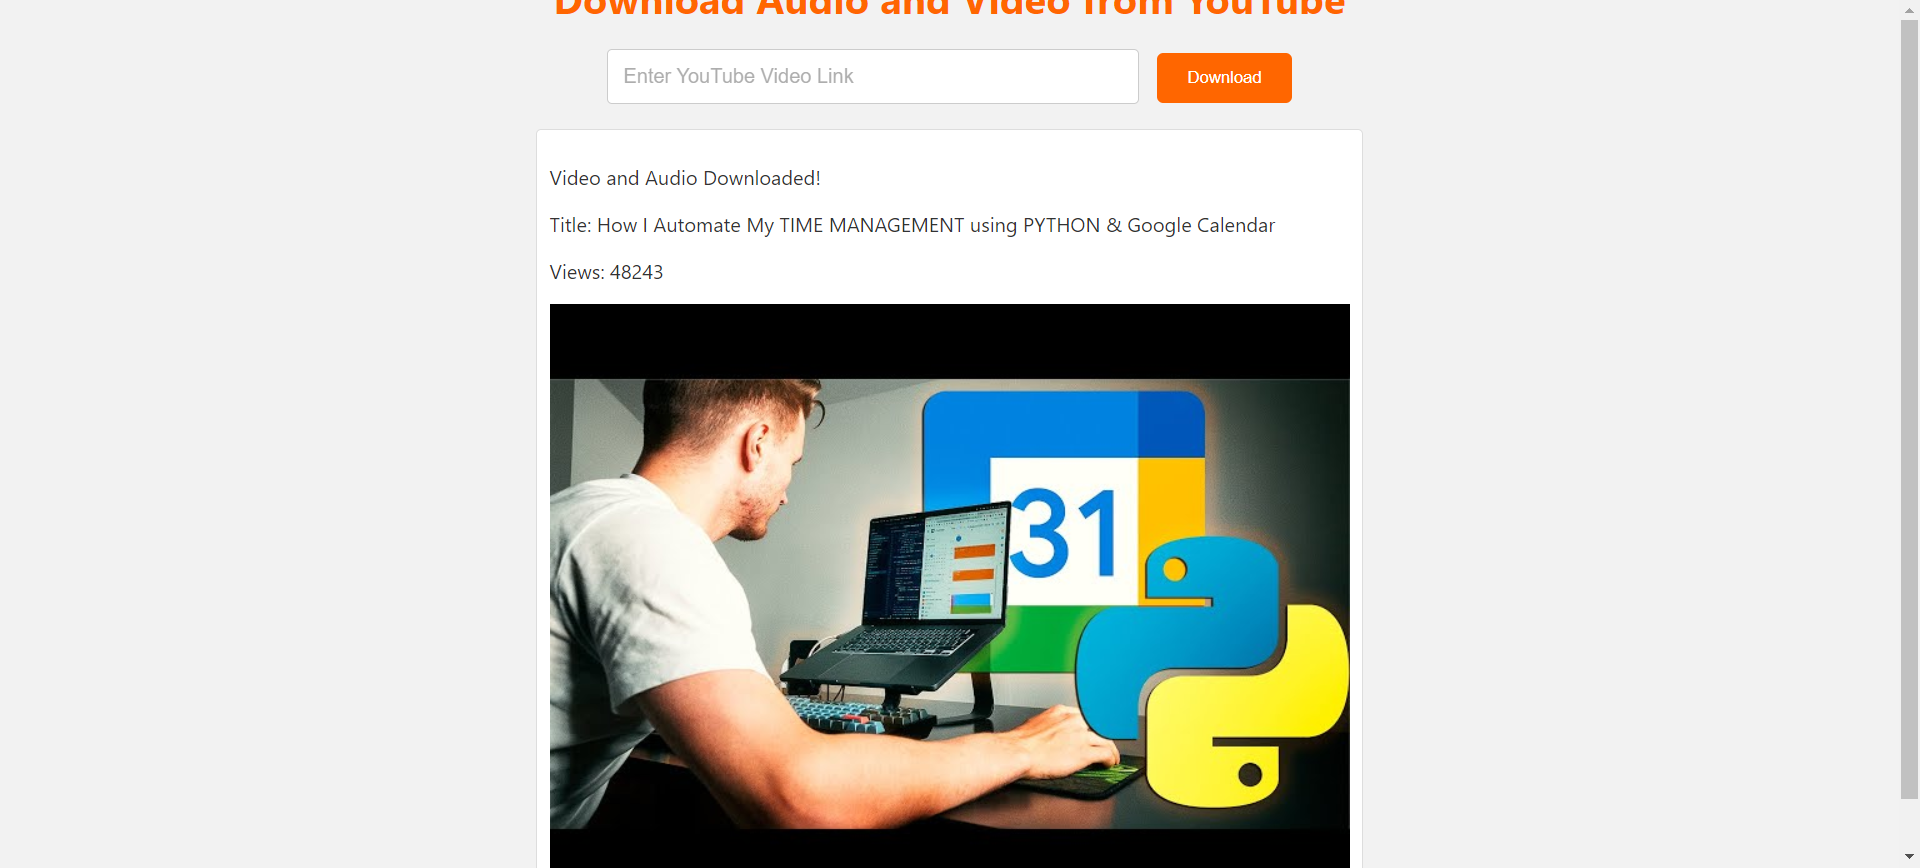 Download Audio and Video from YouTube
Enter YouTube Video Link
Download
Video and Audio Downloaded!
Title: How I Automate My TIME MANAGEMENT using PYTHON & Google Calendar
Views: 48243
31